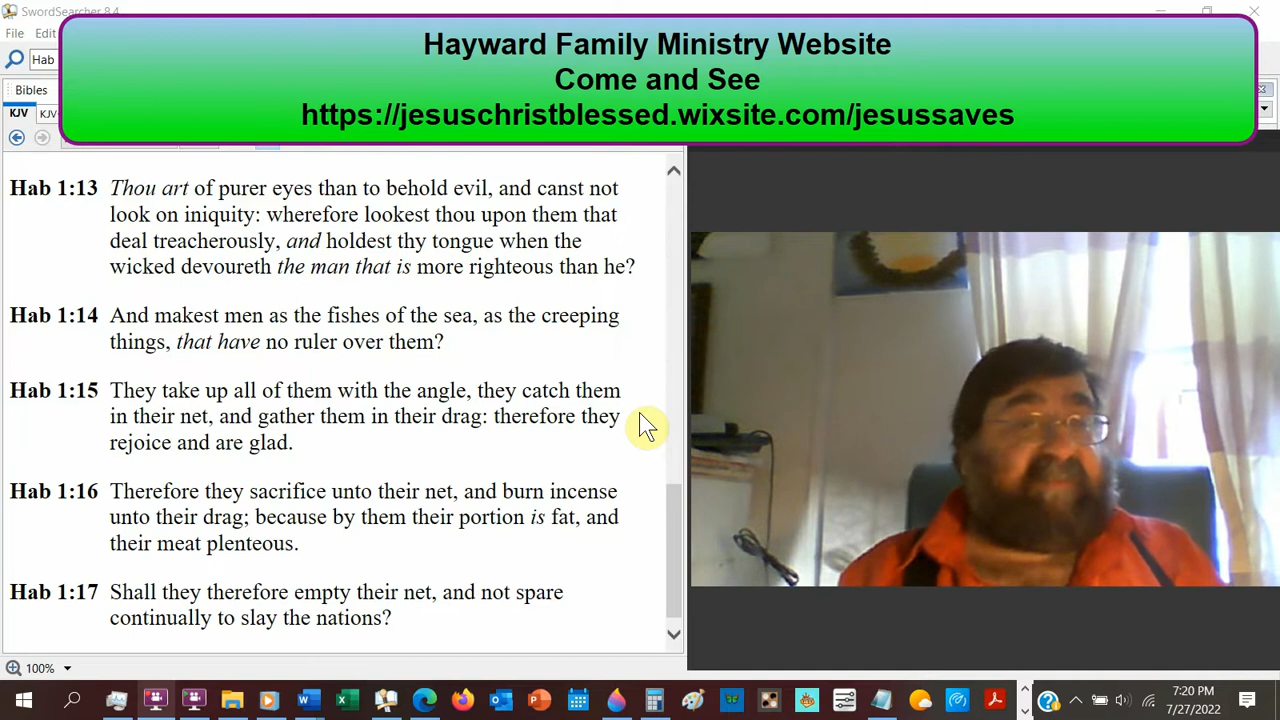 SwordSearcher 8.4
Hayward Family Ministry Website
Come and See
https://jesuschristblessed.wixsite.com/jesussaves
File Edit
Hab
Bibles
KJV KJV
Hab 1:13 Thou art of purer eyes than to behold evil, and canst not
look on iniquity: wherefore lookest thou upon them that
deal treacherously, and holdest thy tongue when the
wicked devoureth the man that is more righteous than he?
Hab 1:14 And makest men as the fishes of the sea, as the creeping
things, that have no ruler over them?
Hab 1:15 They take up all of them with the angle, they catch them
in their net, and gather them in their drag: therefore they
rejoice and are glad.
Hab 1:16 Therefore they sacrifice unto their net, and burn incense
unto their drag; because by them their portion is fat, and
their meat plenteous.
Hab 1:17 Shall they therefore empty their net, and not spare
continually to slay the nations?
100%
7:20 PM
7/27/2022